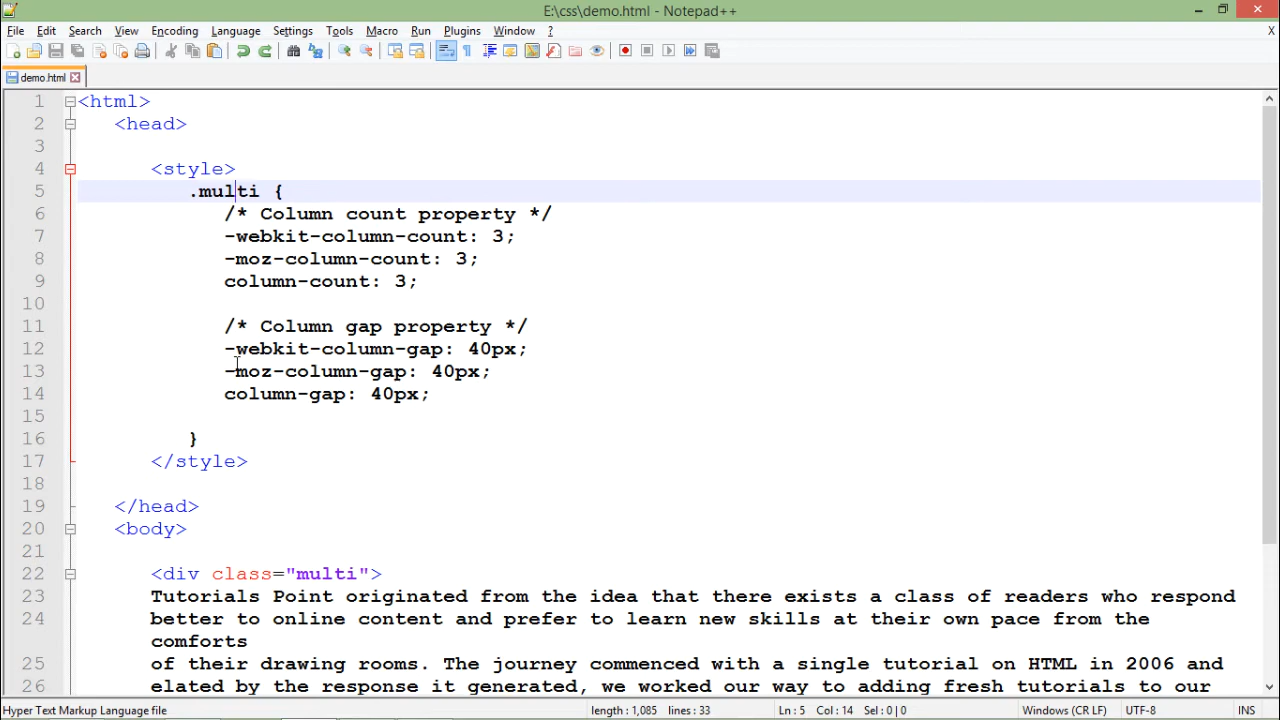 E:\css\demo.html - Notepad++
File Edit Search View Encoding Language Settings Tools Macro Run Plugins Window ? X
demo.html
1 <html>
2 <head>
3
4 <style>
5 .multi {
6 /* Column count property */
7 -webkit-column-count: 3;
8 -moz-column-count: 3;
9 column-count: 3;
10
11 /* Column gap property */
12 -webkit-column-gap: 40px;
13 -moz-column-gap: 40px;
14 column-gap: 40px;
15
16 }
17 </style>
18
19 </head>
20 <body>
21
22 <div class="multi">
23 Tutorials Point originated from the idea that there exists a class of readers who respond
24 better to online content and prefer to learn new skills at their own pace from the
comforts
25 of their drawing rooms. The journey commenced with a single tutorial on HTML in 2006 and
26 elated by the response it generated, we worked our way to adding fresh tutorials to our
Hyper Text Markup Language file length : 1,085 lines : 33 Ln : 5 Col : 14 Sel : 0 | 0 Windows (CR LF) UTF-8 INS